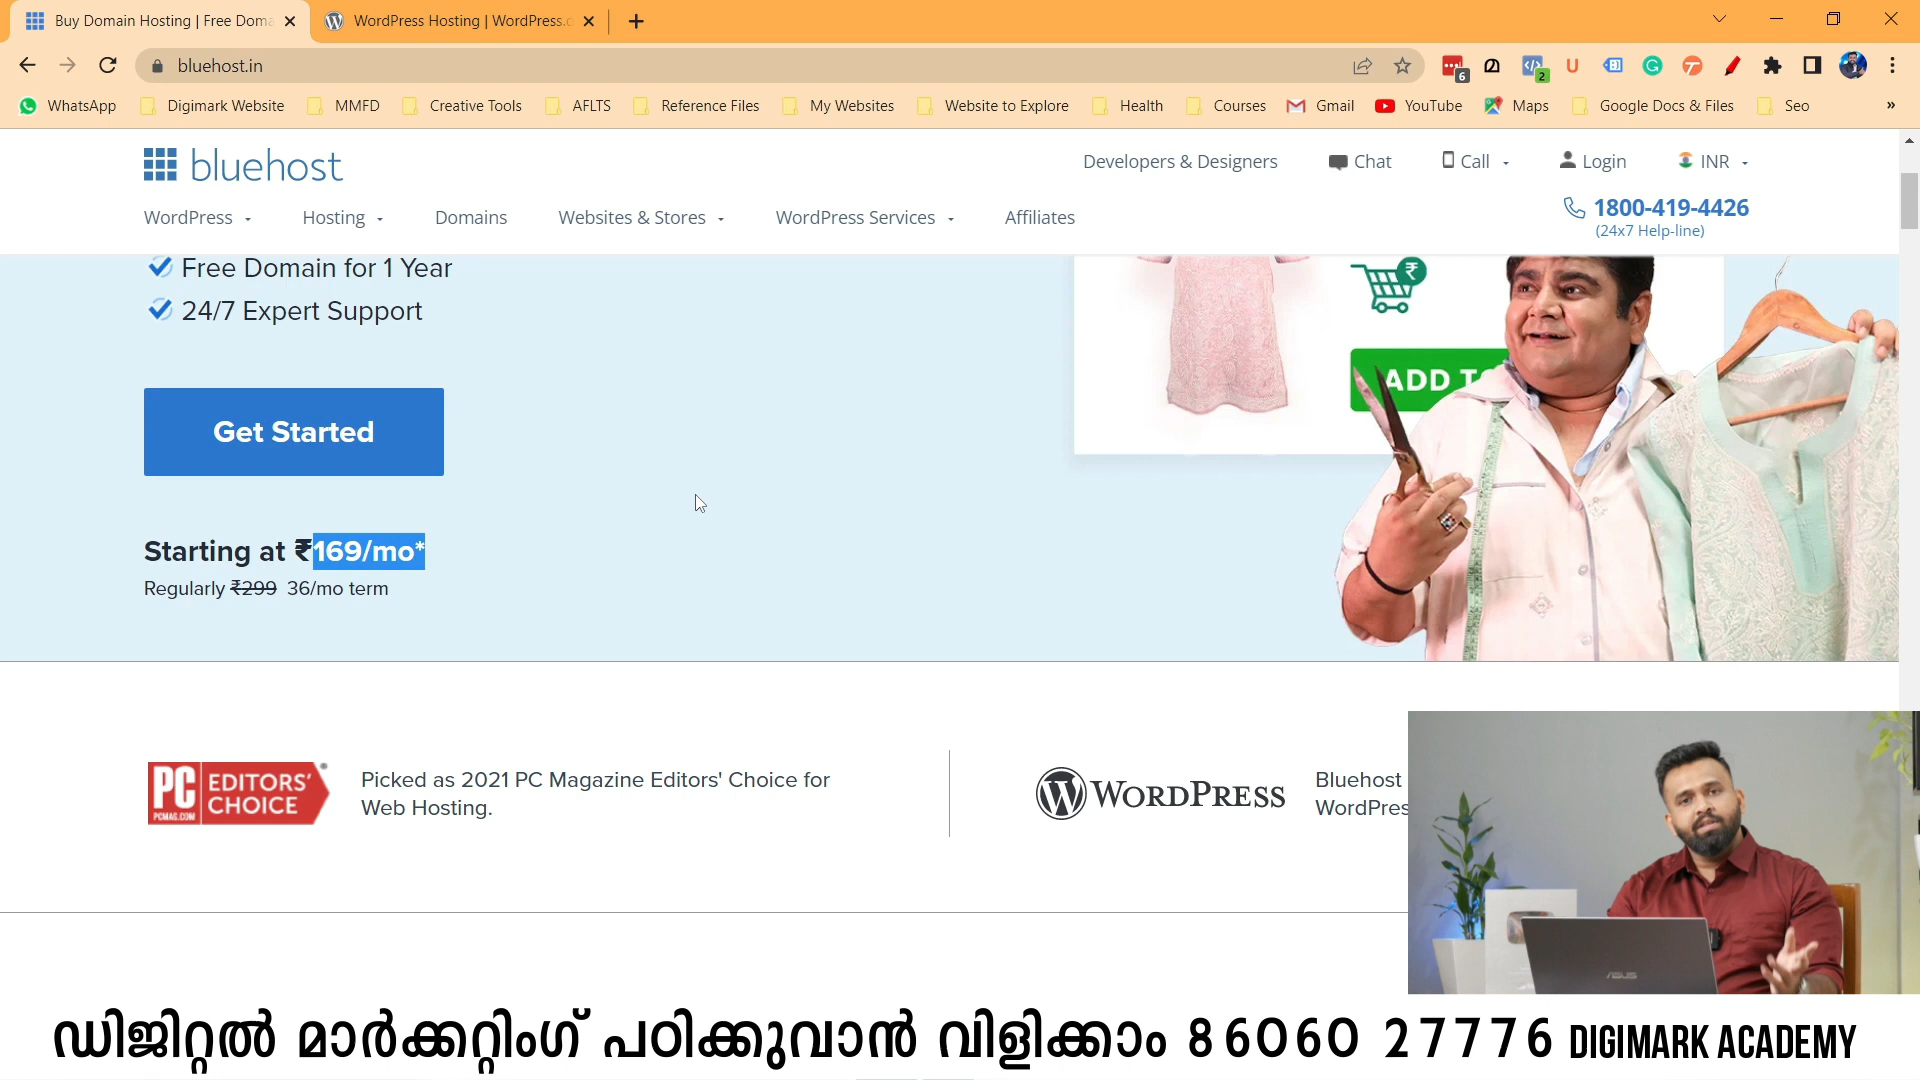 Buy Domain Hosting | Free Doma
WordPress Hosting | WordPress.c
bluehost.in
6
2
WhatsApp
Digimark Website
MMFD
Creative Tools
AFLTS
Reference Files
My Websites
Website to Explore
Health
Courses
Gmail
YouTube
Maps
Google Docs & Files
Seo
»
bluehost
Developers & Designers
Chat
Call
Login
INR
WordPress
Hosting
Domains
Websites & Stores
WordPress Services
Affiliates
1800-419-4426
(24x7 Help-line)
Free Domain for 1 Year
24/7 Expert Support
₹
ADD T
Get Started
Starting at ₹169/mo*
Regularly ₹299 36/mo term
PC EDITORS' CHOICE
PCMAG.COM
Picked as 2021 PC Magazine Editors' Choice for
Web Hosting.
WORDPRESS
Bluehost
WordPres
ASUS
ഡിജിറ്റൽ മാർക്കറ്റിംഗ് പഠിക്കുവാൻ വിളിക്കാം 86060 27776 DIGIMARK ACADEMY